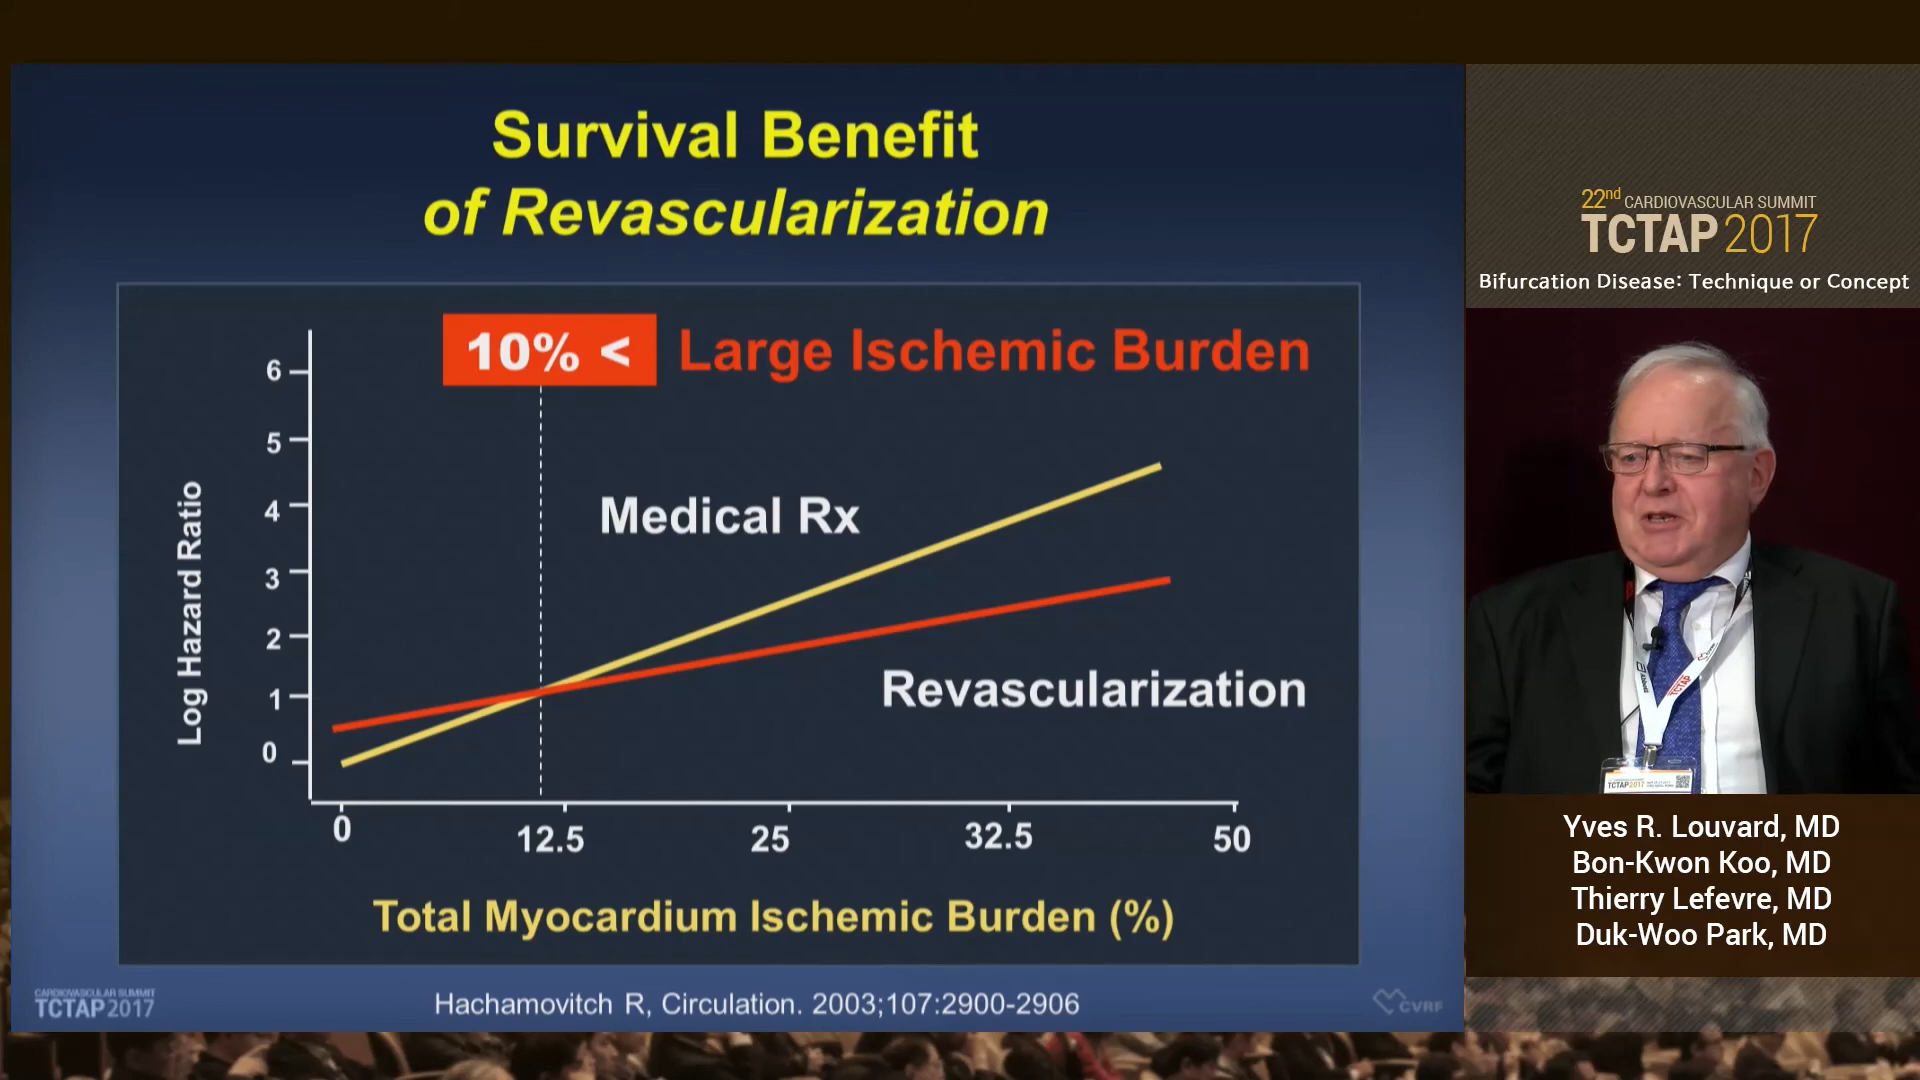 Survival Benefit
of Revascularization
10% <
Large Ischemic Burden
6
5
4
3
2
1
0
Log Hazard Ratio
Medical Rx
Revascularization
0
12.5
25
32.5
50
Total Myocardium Ischemic Burden (%)
Hachamovitch R, Circulation. 2003;107:2900-2906
CARDIOVASCULAR SUMMIT
TCTAP2017
CVRF
22nd CARDIOVASCULAR SUMMIT
TCTAP 2017
Bifurcation Disease: Technique or Concept
TCTAP
TCTAP2017
Yves R. Louvard, MD
Bon-Kwon Koo, MD
Thierry Lefevre, MD
Duk-Woo Park, MD